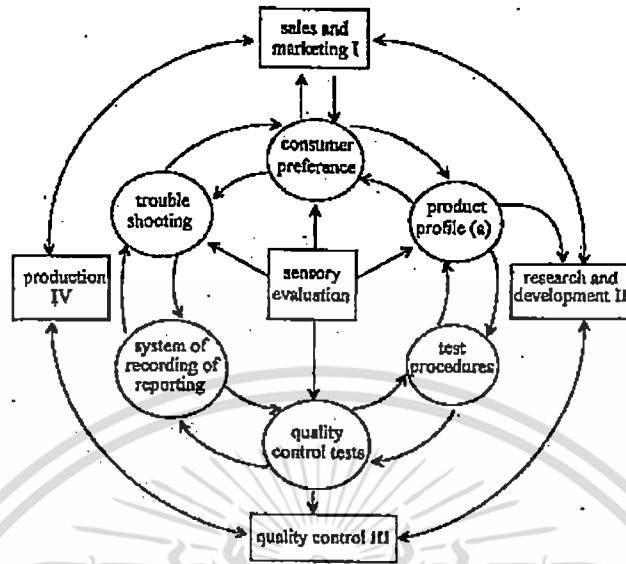 sales and
marketing I
consumer
preferance
trouble
shooting
product
profile (a)
production
IV
sensory
evaluation
research and
development II
system of
recording of
reporting
test
procedures
quality
control tests
quality control III